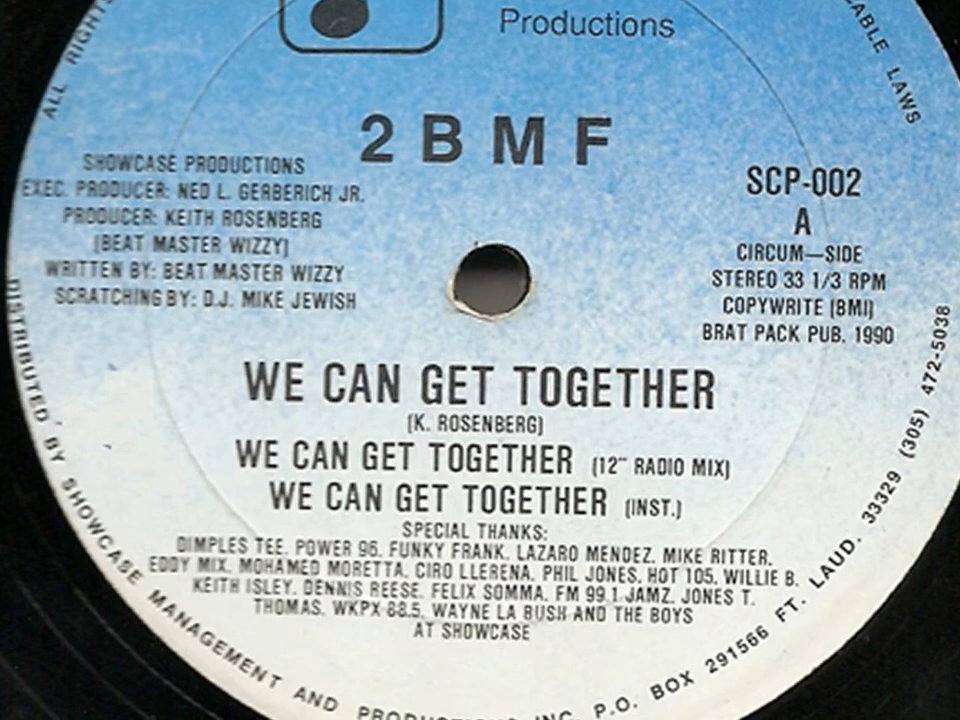 Productions
2 B M F
SHOWCASE PRODUCTIONS
EXEC. PRODUCER: NED L. GERBERICH JR.
PRODUCER: KEITH ROSENBERG
(BEAT MASTER WIZZY)
WRITTEN BY: BEAT MASTER WIZZY
SCRATCHING BY: D.J. MIKE JEWISH
SCP-002
A
CIRCUM—SIDE
STEREO 33 1/3 RPM
COPYWRITE (BMI)
BRAT PACK PUB. 1990
WE CAN GET TOGETHER
(K. ROSENBERG)
WE CAN GET TOGETHER (12" RADIO MIX)
WE CAN GET TOGETHER (INST.)
SPECIAL THANKS:
DIMPLES TEE. POWER 96. FUNKY FRANK. LAZARO MENDEZ. MIKE RITTER.
EDDY MIX. MOHAMED MORETTA. CIRO LLERENA. PHIL JONES. HOT 105. WILLIE B.
KEITH ISLEY. DENNIS REESE. FELIX SOMMA. FM 99.1 JAMZ. JONES T.
THOMAS. WKPX 88.5. WAYNE LA BUSH AND THE BOYS
AT SHOWCASE
DISTRIBUTED BY SHOWCASE MANAGEMENT AND PRODUCTIONS INC. P.O. BOX 291566 FT. LAUD. 33329 (305) 472-5038
ALL RIGHTS
LAWS